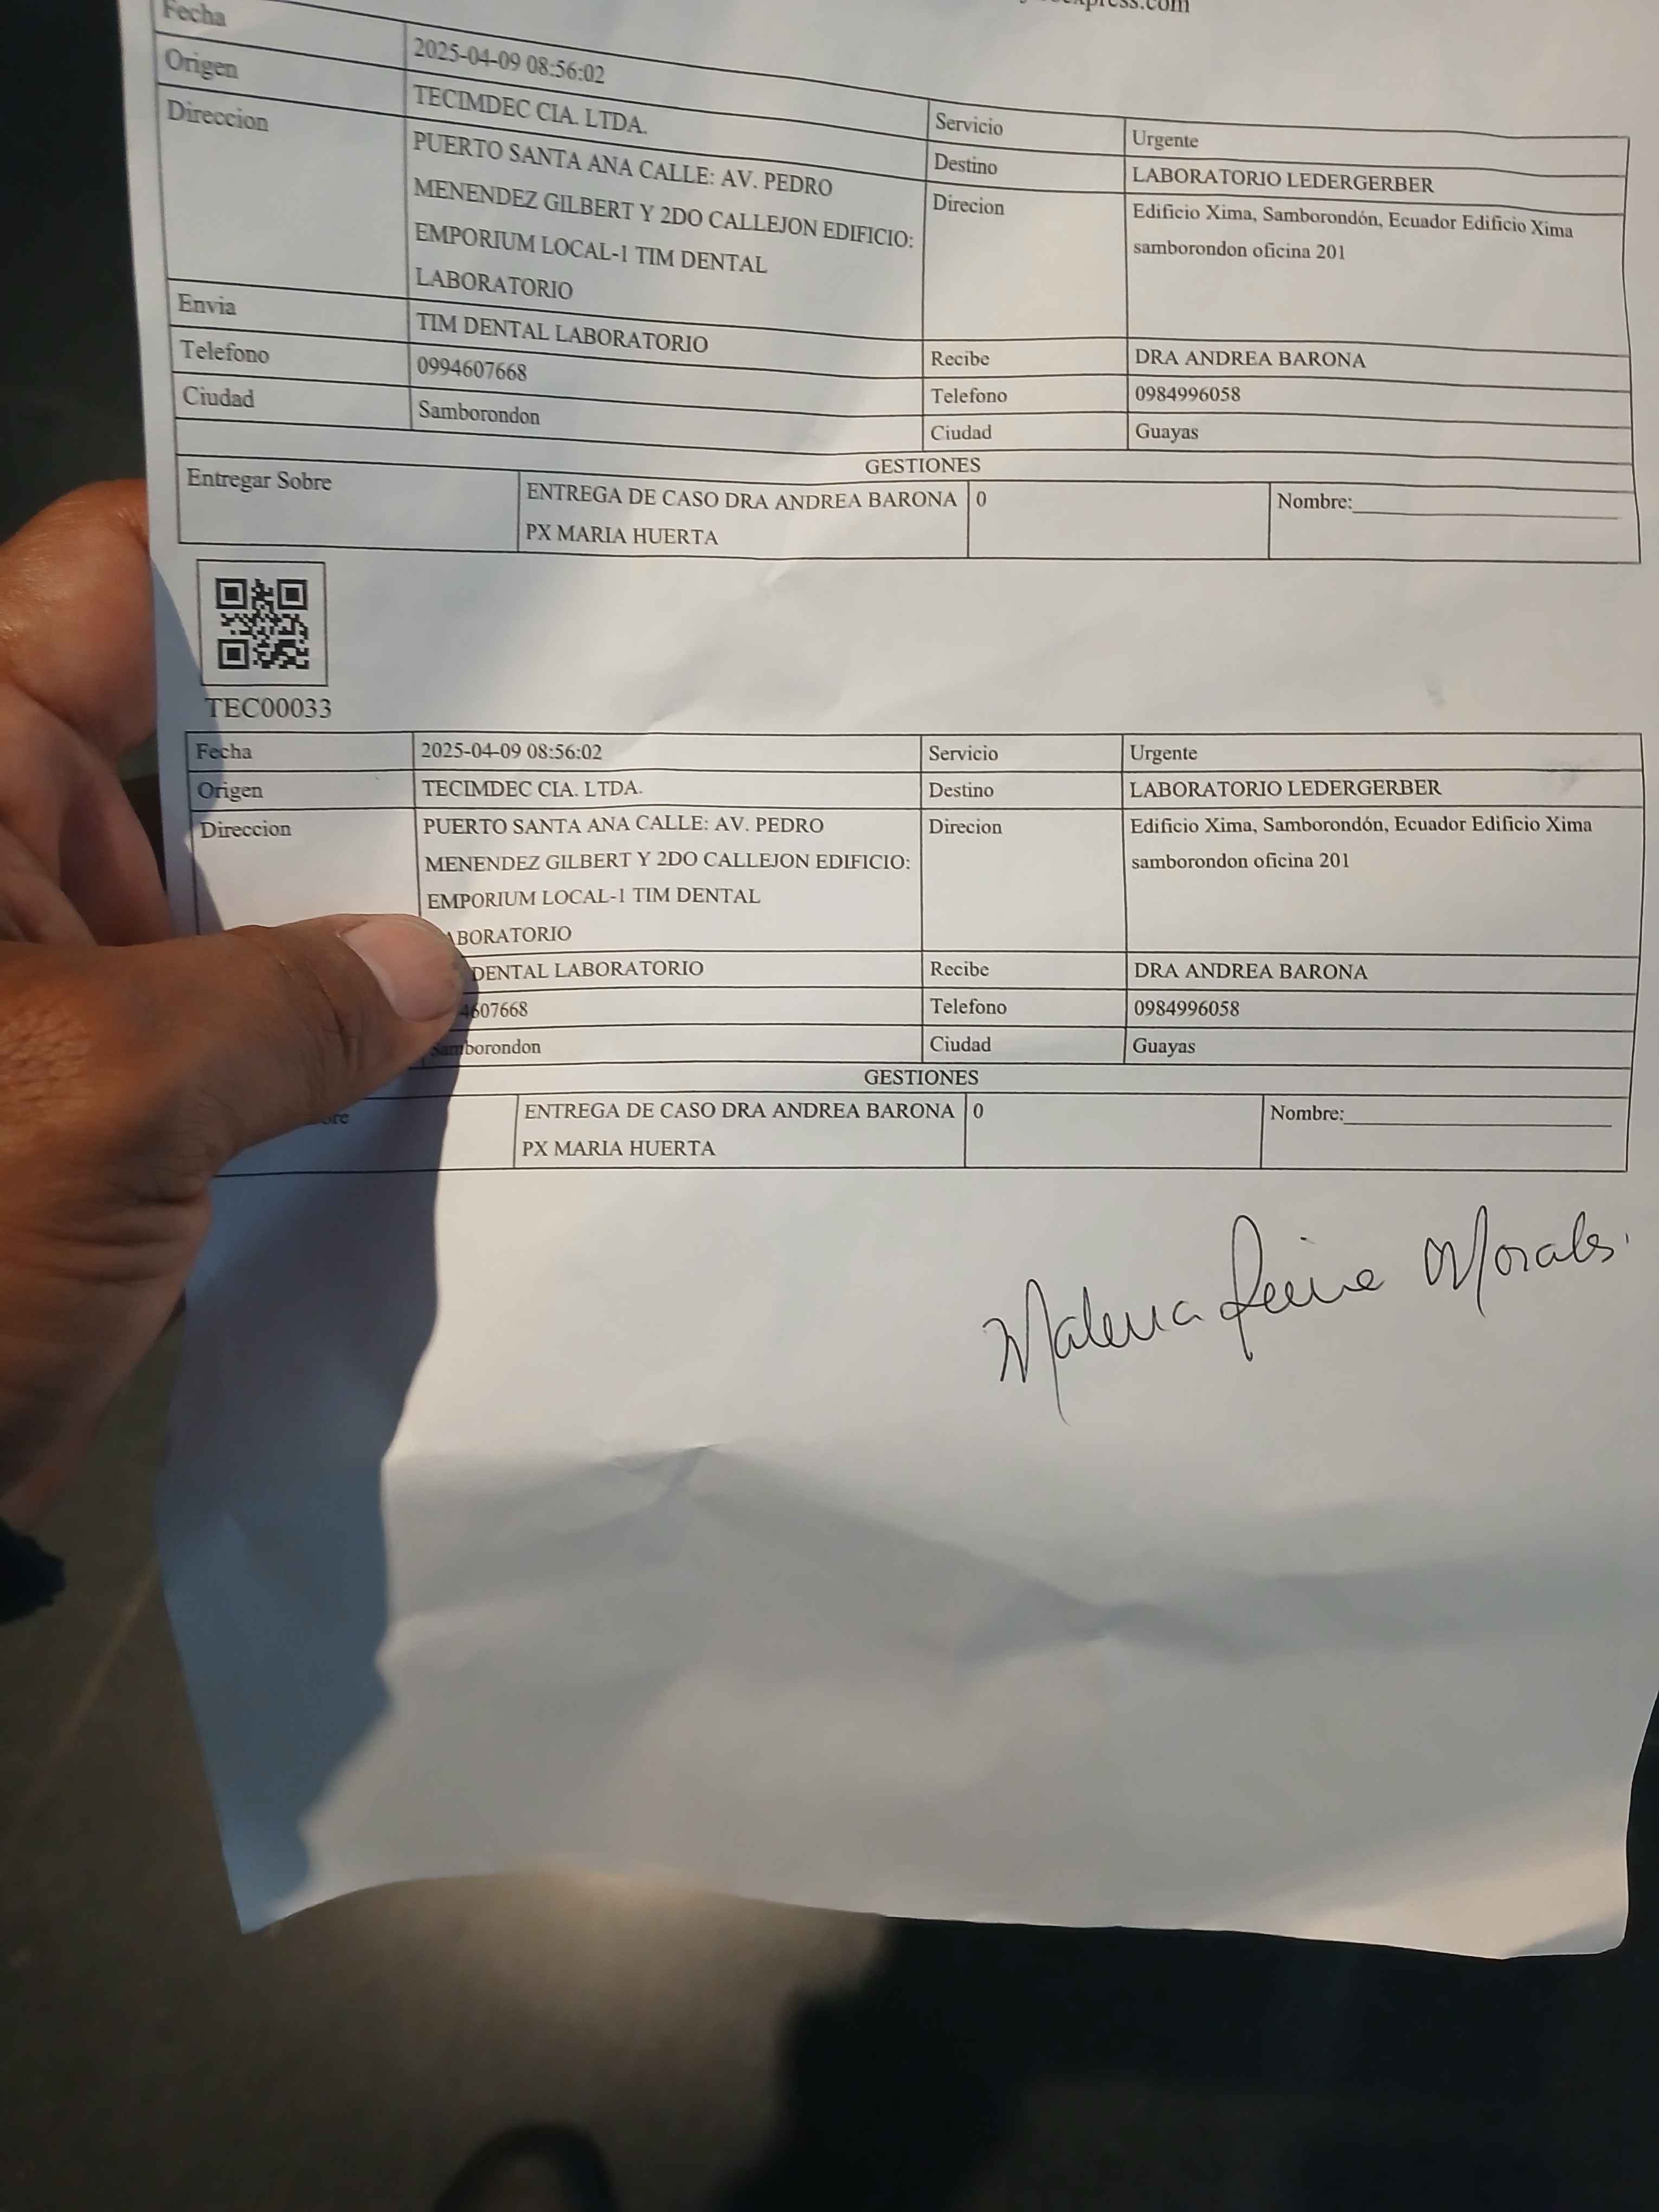 Fecha 2025-04-09 08:56:02 Servicio Urgente
Origen TECIMDEC CIA. LTDA. Destino LABORATORIO LEDERGERBER
Direccion PUERTO SANTA ANA CALLE: AV. PEDRO Direcion Edificio Xima, Samborondón, Ecuador Edificio Xima
MENENDEZ GILBERT Y 2DO CALLEJON EDIFICIO: samborondon oficina 201
EMPORIUM LOCAL-1 TIM DENTAL
LABORATORIO
Envia TIM DENTAL LABORATORIO Recibe DRA ANDREA BARONA
Telefono 0994607668 Telefono 0984996058
Ciudad Samborondon Ciudad Guayas
GESTIONES
Entregar Sobre ENTREGA DE CASO DRA ANDREA BARONA 0 Nombre:
PX MARIA HUERTA
TEC00033
Fecha 2025-04-09 08:56:02 Servicio Urgente
Origen TECIMDEC CIA. LTDA. Destino LABORATORIO LEDERGERBER
Direccion PUERTO SANTA ANA CALLE: AV. PEDRO Direcion Edificio Xima, Samborondón, Ecuador Edificio Xima
MENENDEZ GILBERT Y 2DO CALLEJON EDIFICIO: samborondon oficina 201
EMPORIUM LOCAL-1 TIM DENTAL
ABORATORIO
DENTAL LABORATORIO Recibe DRA ANDREA BARONA
4607668 Telefono 0984996058
Samborondon Ciudad Guayas
GESTIONES
ENTREGA DE CASO DRA ANDREA BARONA 0 Nombre:
PX MARIA HUERTA
Morales